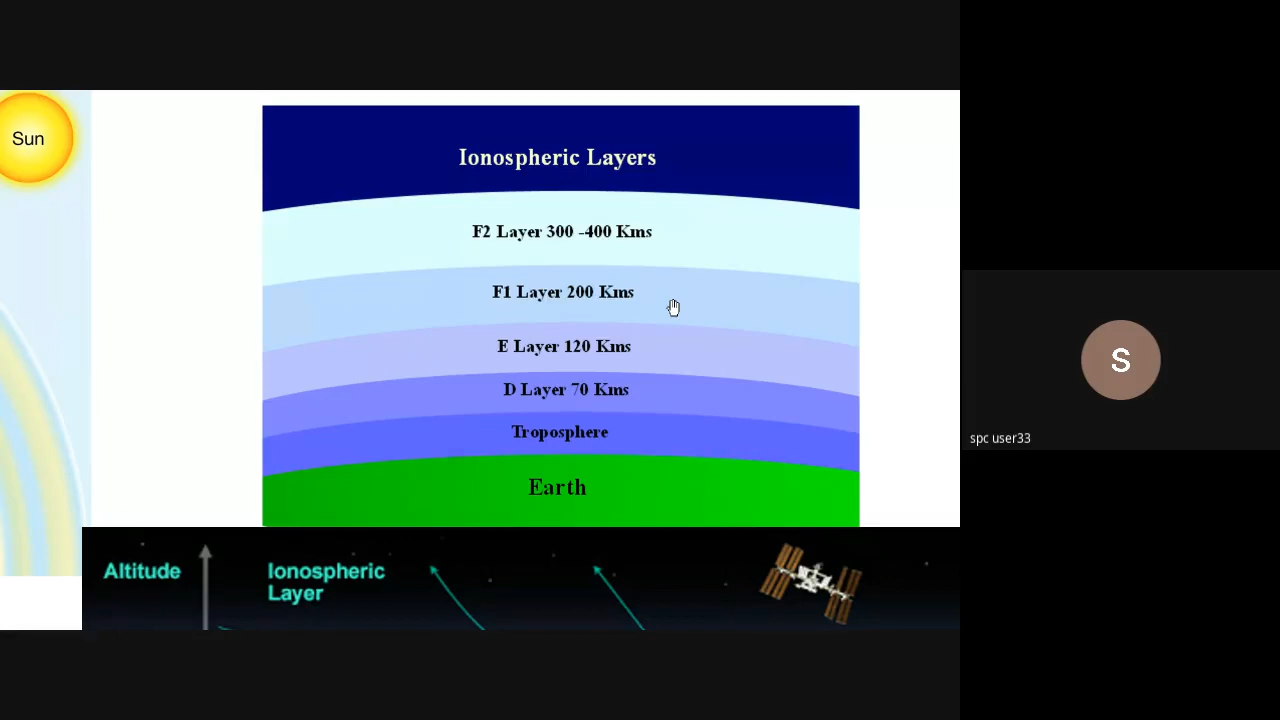 Sun
Ionospheric Layers
F2 Layer 300 -400 Kms
F1 Layer 200 Kms
E Layer 120 Kms
D Layer 70 Kms
Troposphere
Earth
Altitude
Ionospheric
Layer
S
spc user33